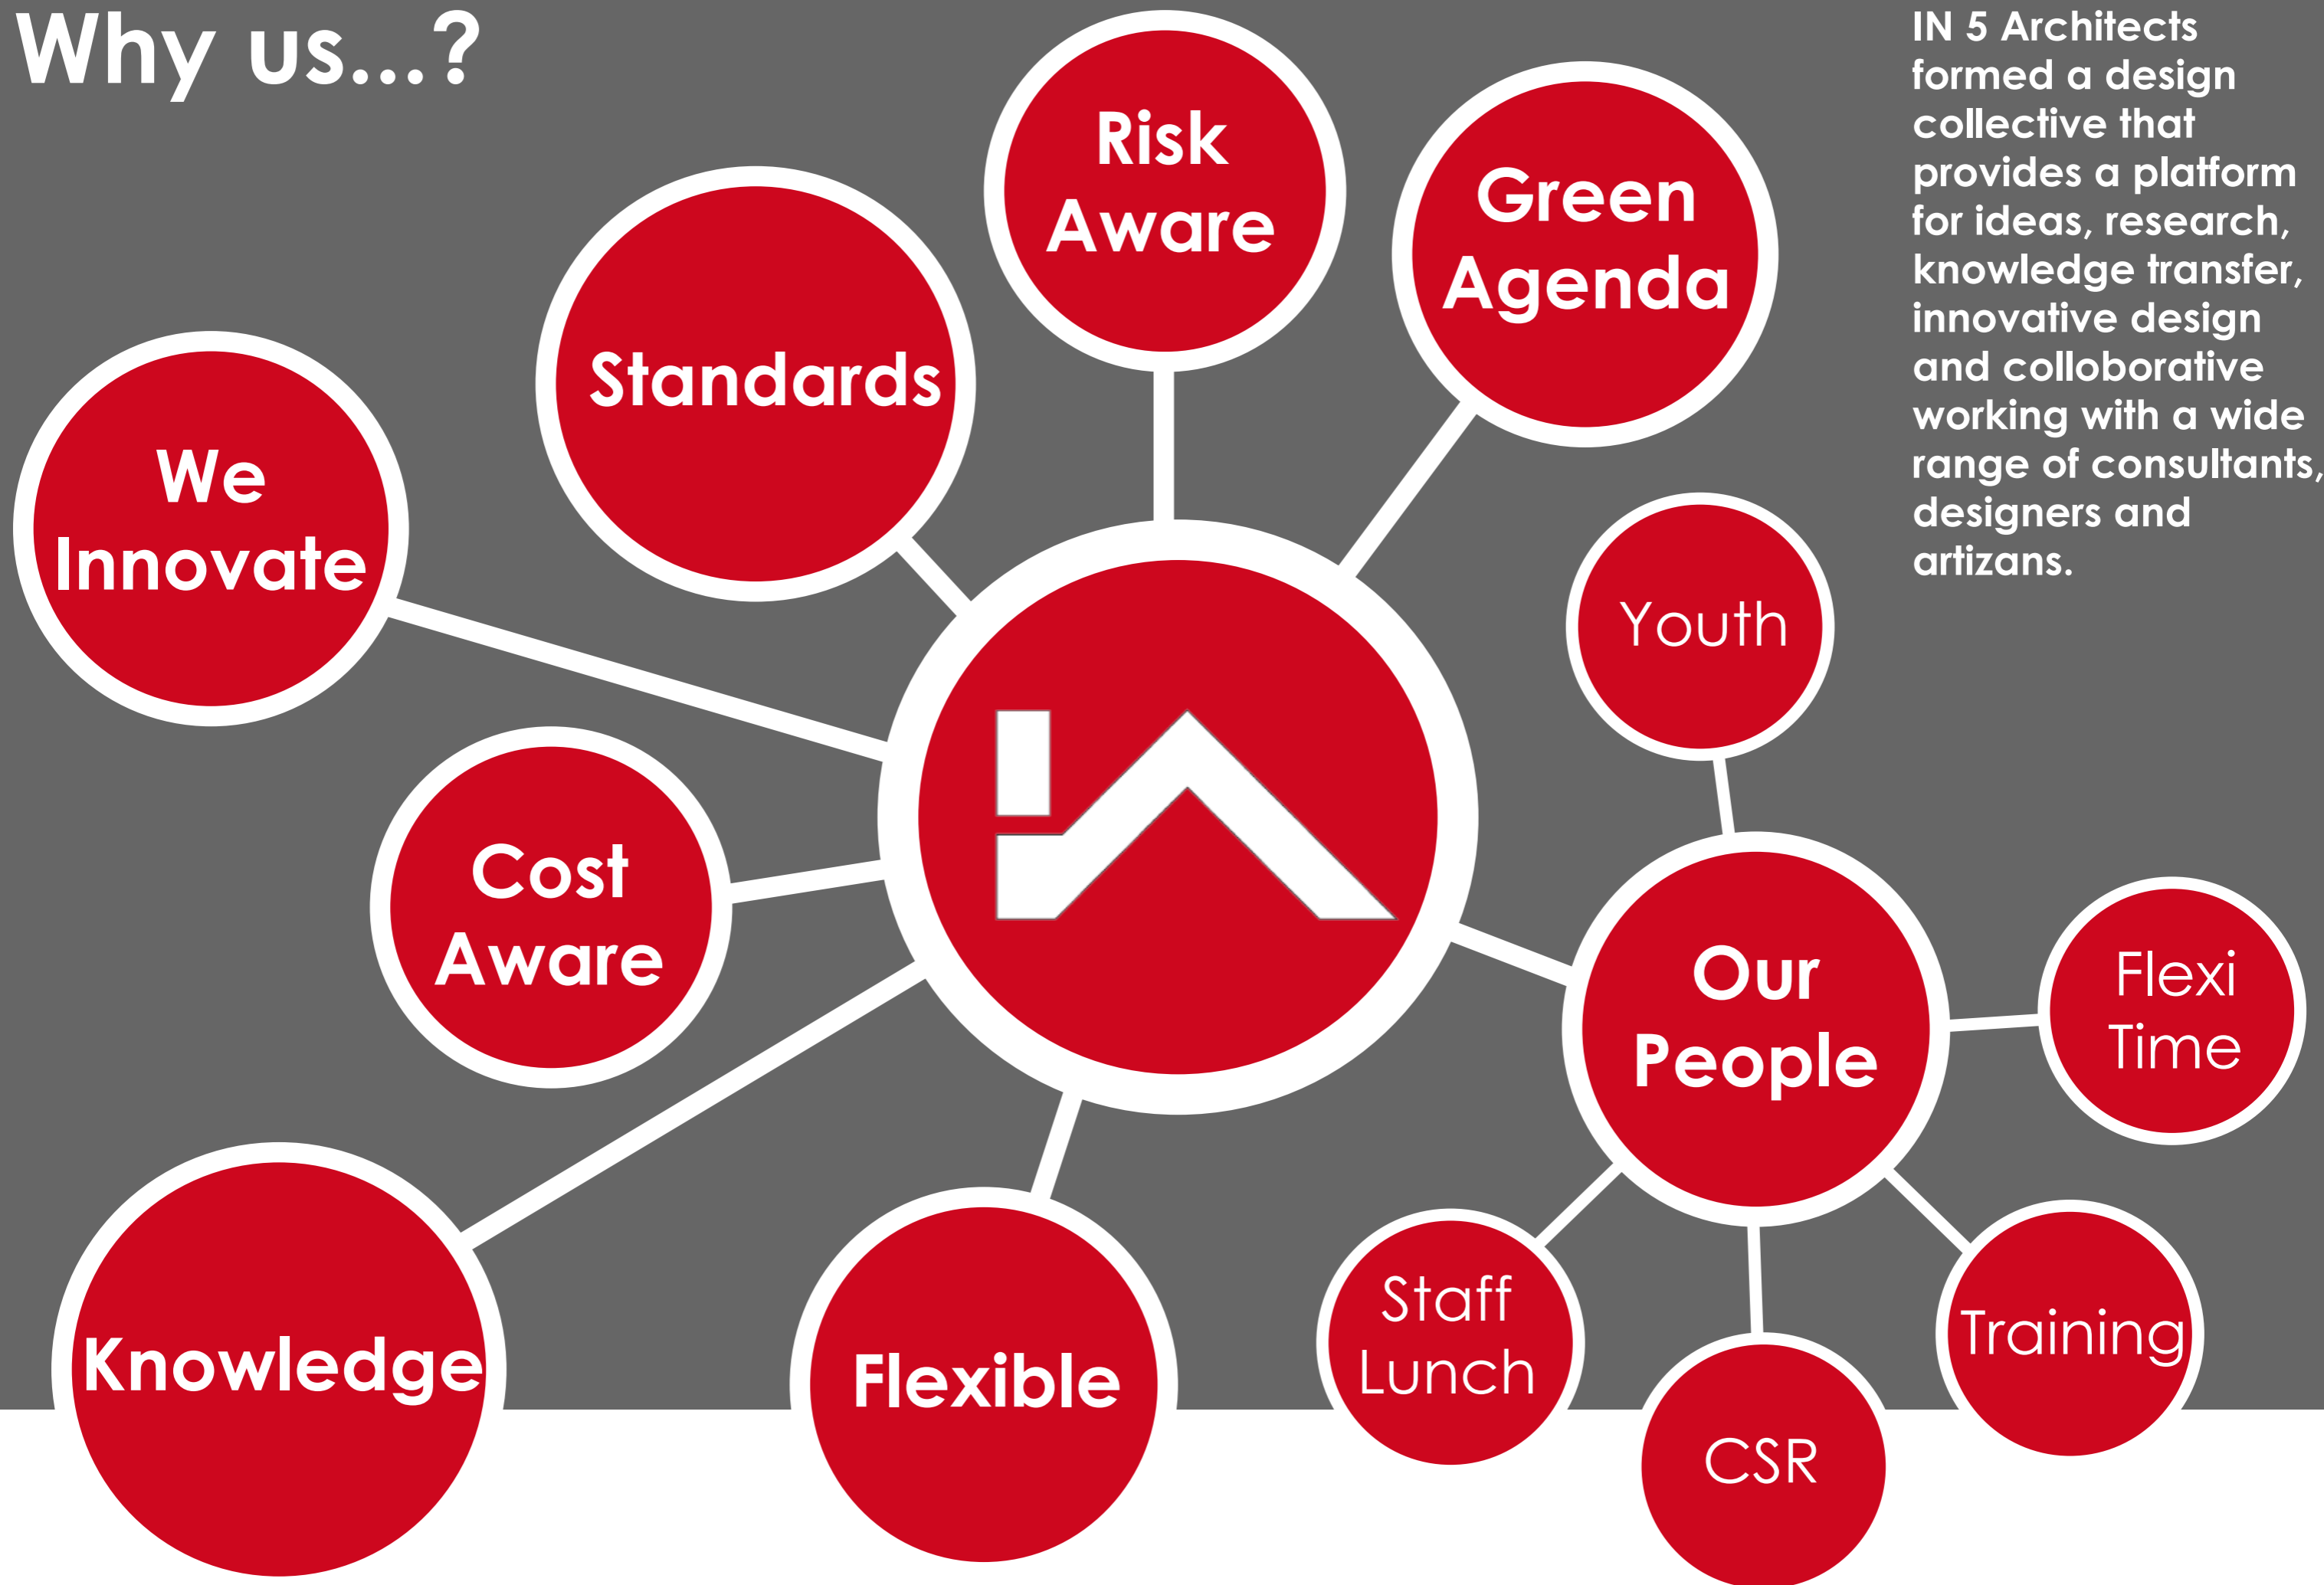 Why us....?
IN 5 Architects
formed a design
collective that
provides a platform
for ideas, research,
knowledge transfer,
innovative design
and colloborative
working with a wide
range of consultants,
designers and
artizans.
Risk
Aware
Green
Agenda
Standards
We
Innovate
Youth
Cost
Aware
Our
People
Flexi
Time
Knowledge
Flexible
Staff
Lunch
Training
CSR